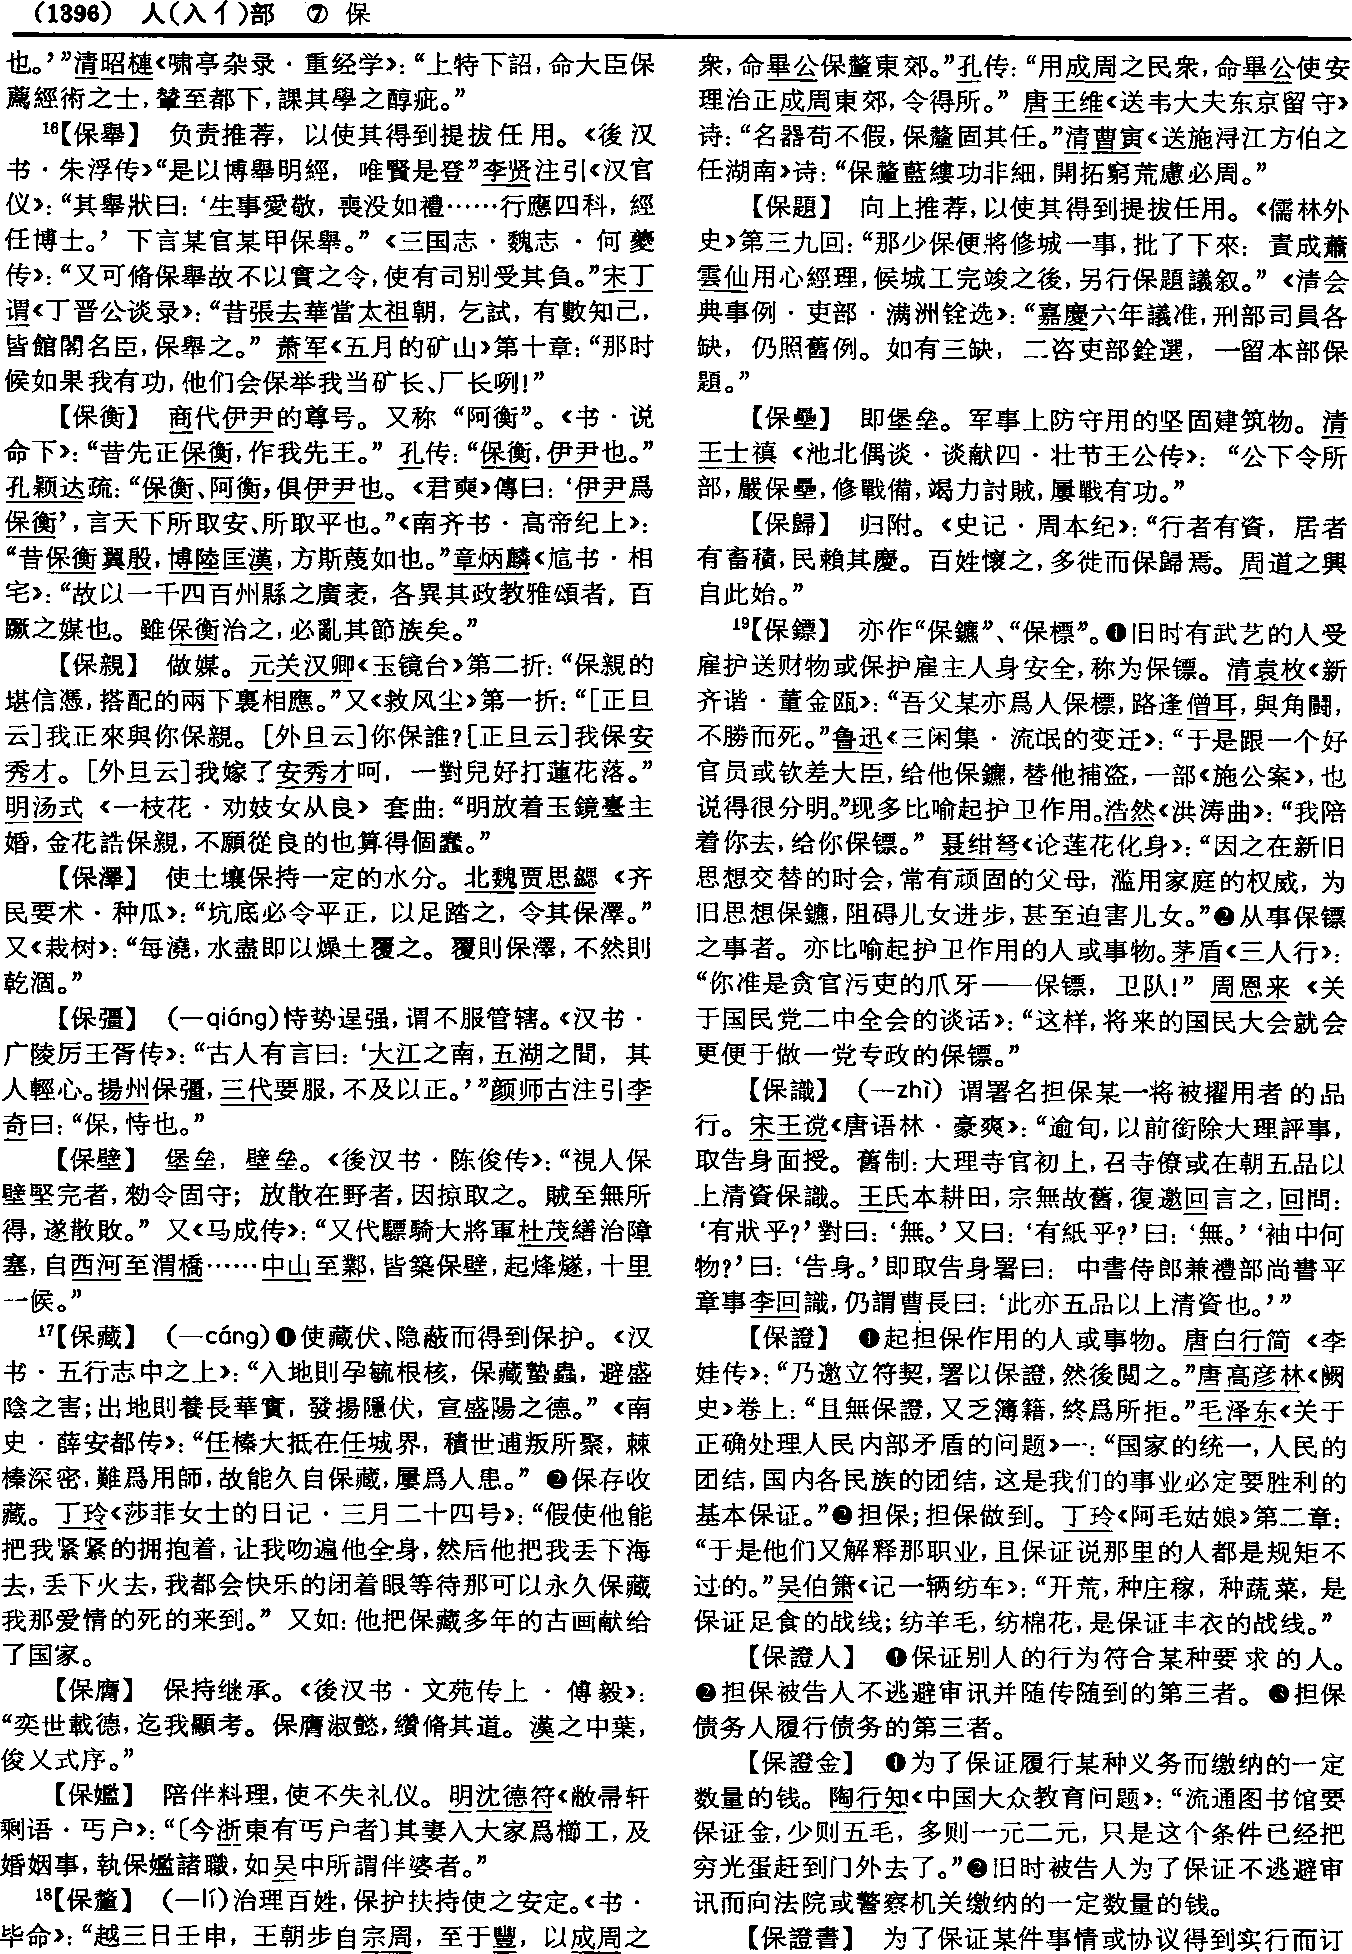 (1396) 人(入亻)部 ⑦ 保
也。’”清昭槤《啸亭杂录·重经学》:“上特下詔,命大臣保
薦經術之士,輦至都下,課其學之醇疵。”
¹⁶【保舉】 负责推荐,以使其得到提拔任用。《後汉
书·朱浮传》“是以博舉明經,唯賢是登”李贤注引《汉官
仪》:“其舉狀曰:‘生事愛敬,喪没如禮……行應四科,經
任博士。’下言某官某甲保舉。”《三国志·魏志·何夔
传》:“又可脩保舉故不以實之令,使有司别受其負。”宋丁
谓《丁晋公谈录》:“昔張去華當太祖朝,乞試,有數知己,
皆館閣名臣,保舉之。”萧军《五月的矿山》第十章:“那时
候如果我有功,他们会保举我当矿长、厂长咧!”
【保衡】 商代伊尹的尊号。又称“阿衡”。《书·说
命下》:“昔先正保衡,作我先王。”孔传:“保衡,伊尹也。”
孔颖达疏:“保衡、阿衡,俱伊尹也。《君奭》傳曰:‘伊尹爲
保衡’,言天下所取安、所取平也。”《南齐书·高帝纪上》:
“昔保衡翼殷,博陸匡漢,方斯蔑如也。”章炳麟《訄书·相
宅》:“故以一千四百州縣之廣袤,各異其政教雅頌者,百
蹶之媒也。雖保衡治之,必亂其節族矣。”
【保親】 做媒。元关汉卿《玉镜台》第二折:“保親的
堪信憑,搭配的兩下裏相應。”又《救风尘》第一折:“[正旦
云]我正來與你保親。[外旦云]你保誰?[正旦云]我保安
秀才。[外旦云]我嫁了安秀才呵,一對兒好打蓮花落。”
明汤式《一枝花·劝妓女从良》套曲:“明放着玉鏡臺主
婚,金花誥保親,不願從良的也算得個蠢。”
【保澤】 使土壤保持一定的水分。北魏贾思勰《齐
民要术·种瓜》:“坑底必令平正,以足踏之,令其保澤。”
又《栽树》:“每澆,水盡即以燥土覆之。覆則保澤,不然則
乾涸。”
【保彊】 (—qiáng)恃势逞强,谓不服管辖。《汉书·
广陵厉王胥传》:“古人有言曰:‘大江之南,五湖之間,其
人輕心。揚州保彊,三代要服,不及以正。’”颜师古注引李
奇曰:“保,恃也。”
【保壁】 堡垒,壁垒。《後汉书·陈俊传》:“視人保
壁堅完者,勑令固守;放散在野者,因掠取之。賊至無所
得,遂散敗。”又《马成传》:“又代驃騎大將軍杜茂繕治障
塞,自西河至渭橋……中山至鄴,皆築保壁,起烽燧,十里
一候。”
¹⁷【保藏】 (—cáng)❶使藏伏、隐蔽而得到保护。《汉
书·五行志中之上》:“入地則孕毓根核,保藏蟄蟲,避盛
陰之害;出地則養長華實,發揚隱伏,宣盛陽之德。”《南
史·薛安都传》:“任榛大抵在任城界,積世逋叛所聚,棘
榛深密,難爲用師,故能久自保藏,屢爲人患。”❷保存收
藏。丁玲《莎菲女士的日记·三月二十四号》:“假使他能
把我紧紧的拥抱着,让我吻遍他全身,然后他把我丢下海
去,丢下火去,我都会快乐的闭着眼等待那可以永久保藏
我那爱情的死的来到。”又如:他把保藏多年的古画献给
了国家。
【保膺】 保持继承。《後汉书·文苑传上·傅毅》:
“奕世載德,迄我顯考。保膺淑懿,纘脩其道。漢之中葉,
俊乂式序。”
【保嬤】 陪伴料理,使不失礼仪。明沈德符《敝帚轩
剩语·丐户》:“〔今浙東有丐户者〕其妻入大家爲櫛工,及
婚姻事,執保嬤諸職,如吴中所謂伴婆者。”
¹⁸【保釐】 (—lí)治理百姓,保护扶持使之安定。《书·
毕命》:“越三日壬申,王朝步自宗周,至于豐,以成周之
衆,命畢公保釐東郊。”孔传:“用成周之民衆,命畢公使安
理治正成周東郊,令得所。”唐王维《送韦大夫东京留守》
诗:“名器苟不假,保釐固其任。”清曹寅《送施浔江方伯之
任湖南》诗:“保釐藍縷功非細,開拓窮荒慮必周。”
【保題】 向上推荐,以使其得到提拔任用。《儒林外
史》第三九回:“那少保便將修城一事,批了下來:責成蕭
雲仙用心經理,候城工完竣之後,另行保題議叙。”《清会
典事例·吏部·满洲铨选》:“嘉慶六年議准,刑部司員各
缺,仍照舊例。如有三缺,二咨吏部銓選,一留本部保
題。”
【保壘】 即堡垒。军事上防守用的坚固建筑物。清
王士禛《池北偶谈·谈献四·壮节王公传》:“公下令所
部,嚴保壘,修戰備,竭力討賊,屢戰有功。”
【保歸】 归附。《史记·周本纪》:“行者有資,居者
有畜積,民賴其慶。百姓懷之,多徙而保歸焉。周道之興
自此始。”
¹⁹【保鏢】 亦作“保鑣”、“保標”。❶旧时有武艺的人受
雇护送财物或保护雇主人身安全,称为保镖。清袁枚《新
齐谐·董金瓯》:“吾父某亦爲人保標,路逢僧耳,與角鬭,
不勝而死。”鲁迅《三闲集·流氓的变迁》:“于是跟一个好
官员或钦差大臣,给他保鑣,替他捕盗,一部《施公案》,也
说得很分明。”现多比喻起护卫作用。浩然《洪涛曲》:“我陪
着你去,给你保镖。”聂绀弩《论莲花化身》:“因之在新旧
思想交替的时会,常有顽固的父母,滥用家庭的权威,为
旧思想保鑣,阻碍儿女进步,甚至迫害儿女。”❷从事保镖
之事者。亦比喻起护卫作用的人或事物。茅盾《三人行》:
“你准是贪官污吏的爪牙——保镖,卫队!”周恩来《关
于国民党二中全会的谈话》:“这样,将来的国民大会就会
更便于做一党专政的保镖。”
【保識】 (—zhì) 谓署名担保某一将被擢用者的品
行。宋王谠《唐语林·豪爽》:“逾旬,以前銜除大理評事,
取告身面授。舊制:大理寺官初上,召寺僚或在朝五品以
上清資保識。王氏本耕田,宗無故舊,復邀回言之,回問:
‘有狀乎?’對曰:‘無。’又曰:‘有紙乎?’曰:‘無。’‘袖中何
物?’曰:‘告身。’即取告身署曰:中書侍郎兼禮部尚書平
章事李回識,仍謂曹長曰:‘此亦五品以上清資也。’”
【保證】 ❶起担保作用的人或事物。唐白行简《李
娃传》:“乃邀立符契,署以保證,然後閲之。”唐高彦林《阙
史》卷上:“且無保證,又乏簿籍,終爲所拒。”毛泽东《关于
正确处理人民内部矛盾的问题》一:“国家的统一,人民的
团结,国内各民族的团结,这是我们的事业必定要胜利的
基本保证。”❷担保;担保做到。丁玲《阿毛姑娘》第二章:
“于是他们又解释那职业,且保证说那里的人都是规矩不
过的。”吴伯箫《记一辆纺车》:“开荒,种庄稼,种蔬菜,是
保证足食的战线;纺羊毛,纺棉花,是保证丰衣的战线。”
【保證人】 ❶保证别人的行为符合某种要求的人。
❷担保被告人不逃避审讯并随传随到的第三者。❸担保
债务人履行债务的第三者。
【保證金】 ❶为了保证履行某种义务而缴纳的一定
数量的钱。陶行知《中国大众教育问题》:“流通图书馆要
保证金,少则五毛,多则一元二元,只是这个条件已经把
穷光蛋赶到门外去了。”❷旧时被告人为了保证不逃避审
讯而向法院或警察机关缴纳的一定数量的钱。
【保證書】 为了保证某件事情或协议得到实行而订